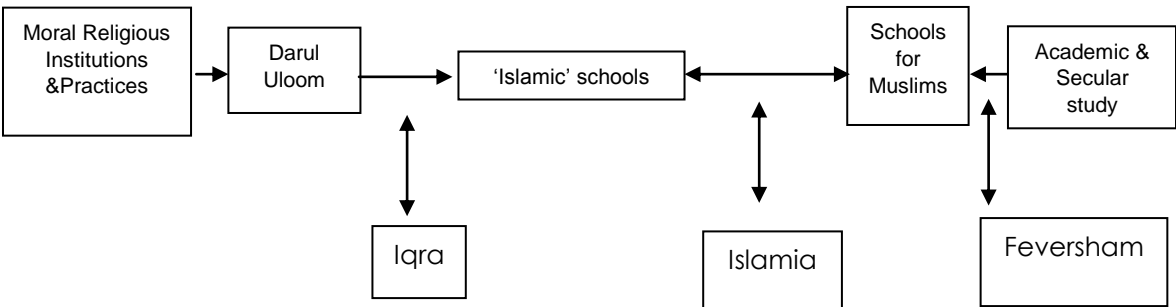 Moral Religious
Institutions
&Practices
Darul
Uloom
‘Islamic’ schools
Schools
for
Muslims
Academic &
Secular
study
Iqra
Islamia
Feversham